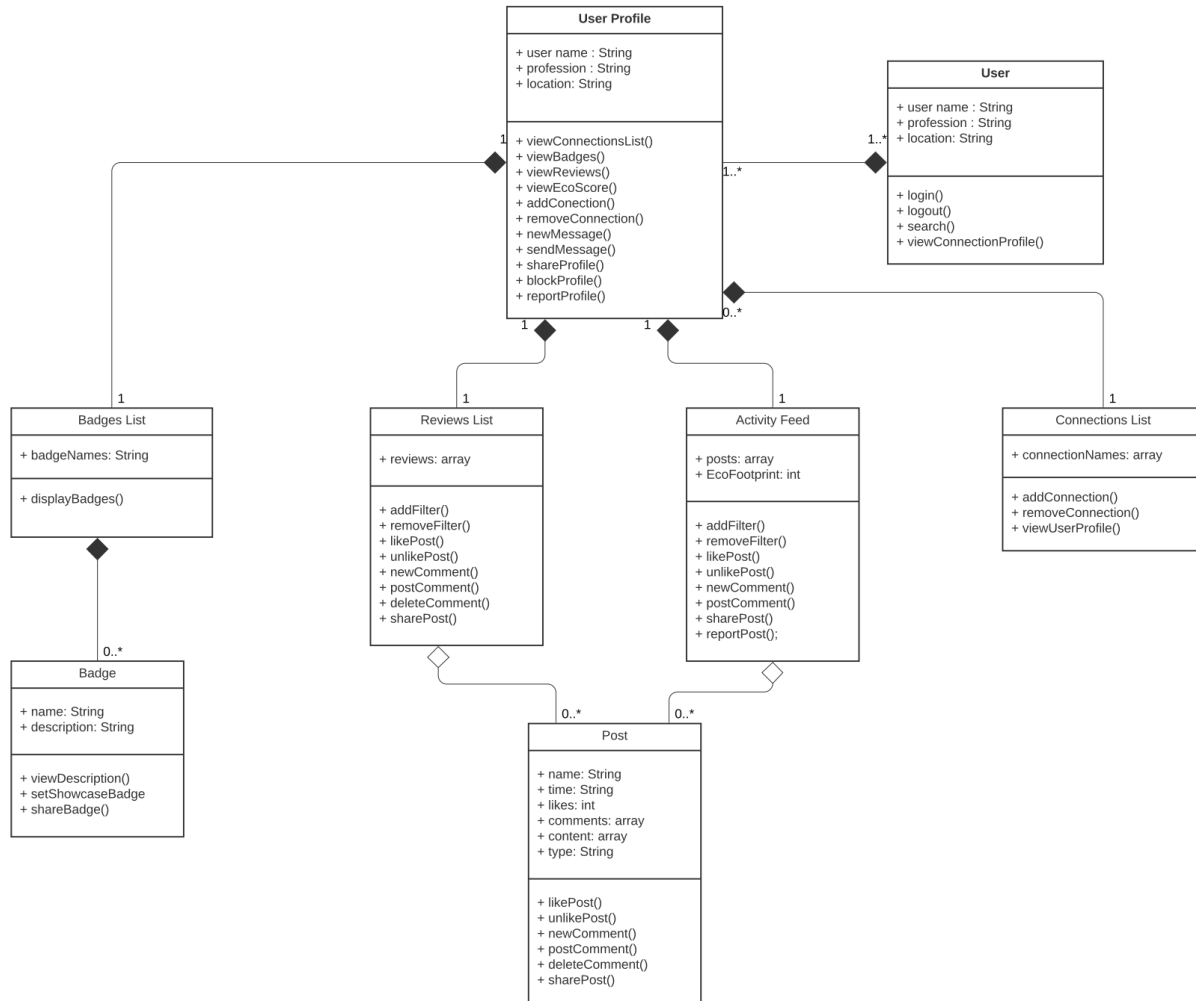 User Profile
+ user name : String
+ profession : String
+ location: String
+ viewConnectionsList()
+ viewBadges()
+ viewReviews()
+ viewEcoScore()
+ addConection()
+ removeConnection()
+ newMessage()
+ sendMessage()
+ shareProfile()
+ blockProfile()
+ reportProfile()
User
+ user name : String
+ profession : String
+ location: String
+ login()
+ logout()
+ search()
+ viewConnectionProfile()
1
1..*
1..*
0..*
1
1
1
1
1
1
Badges List
+ badgeNames: String
+ displayBadges()
Reviews List
+ reviews: array
+ addFilter()
+ removeFilter()
+ likePost()
+ unlikePost()
+ newComment()
+ postComment()
+ deleteComment()
+ sharePost()
Activity Feed
+ posts: array
+ EcoFootprint: int
+ addFilter()
+ removeFilter()
+ likePost()
+ unlikePost()
+ newComment()
+ postComment()
+ sharePost()
+ reportPost();
Connections List
+ connectionNames: array
+ addConnection()
+ removeConnection()
+ viewUserProfile()
0..*
Badge
+ name: String
+ description: String
+ viewDescription()
+ setShowcaseBadge
+ shareBadge()
0..*
0..*
Post
+ name: String
+ time: String
+ likes: int
+ comments: array
+ content: array
+ type: String
+ likePost()
+ unlikePost()
+ newComment()
+ postComment()
+ deleteComment()
+ sharePost()